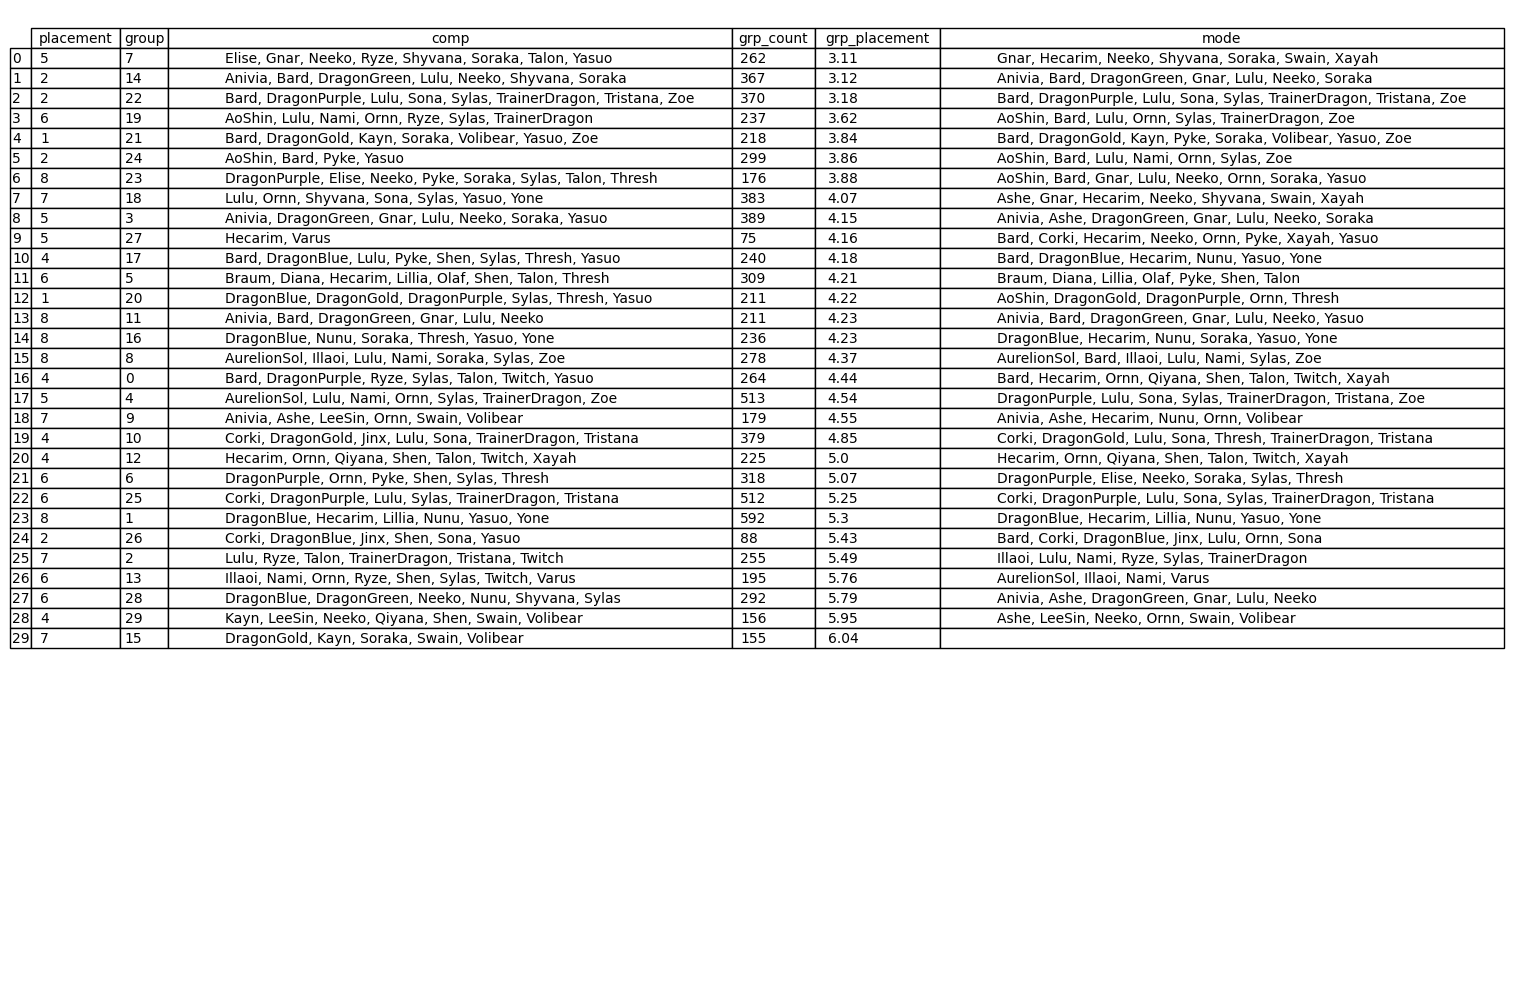 placement group comp grp_count grp_placement mode
0 5 7 Elise, Gnar, Neeko, Ryze, Shyvana, Soraka, Talon, Yasuo 262 3.11 Gnar, Hecarim, Neeko, Shyvana, Soraka, Swain, Xayah
1 2 14 Anivia, Bard, DragonGreen, Lulu, Neeko, Shyvana, Soraka 367 3.12 Anivia, Bard, DragonGreen, Gnar, Lulu, Neeko, Soraka
2 2 22 Bard, DragonPurple, Lulu, Sona, Sylas, TrainerDragon, Tristana, Zoe 370 3.18 Bard, DragonPurple, Lulu, Sona, Sylas, TrainerDragon, Tristana, Zoe
3 6 19 AoShin, Lulu, Nami, Ornn, Ryze, Sylas, TrainerDragon 237 3.62 AoShin, Bard, Lulu, Ornn, Sylas, TrainerDragon, Zoe
4 1 21 Bard, DragonGold, Kayn, Soraka, Volibear, Yasuo, Zoe 218 3.84 Bard, DragonGold, Kayn, Pyke, Soraka, Volibear, Yasuo, Zoe
5 2 24 AoShin, Bard, Pyke, Yasuo 299 3.86 AoShin, Bard, Lulu, Nami, Ornn, Sylas, Zoe
6 8 23 DragonPurple, Elise, Neeko, Pyke, Soraka, Sylas, Talon, Thresh 176 3.88 AoShin, Bard, Gnar, Lulu, Neeko, Ornn, Soraka, Yasuo
7 7 18 Lulu, Ornn, Shyvana, Sona, Sylas, Yasuo, Yone 383 4.07 Ashe, Gnar, Hecarim, Neeko, Shyvana, Swain, Xayah
8 5 3 Anivia, DragonGreen, Gnar, Lulu, Neeko, Soraka, Yasuo 389 4.15 Anivia, Ashe, DragonGreen, Gnar, Lulu, Neeko, Soraka
9 5 27 Hecarim, Varus 75 4.16 Bard, Corki, Hecarim, Neeko, Ornn, Pyke, Xayah, Yasuo
10 4 17 Bard, DragonBlue, Lulu, Pyke, Shen, Sylas, Thresh, Yasuo 240 4.18 Bard, DragonBlue, Hecarim, Nunu, Yasuo, Yone
11 6 5 Braum, Diana, Hecarim, Lillia, Olaf, Shen, Talon, Thresh 309 4.21 Braum, Diana, Lillia, Olaf, Pyke, Shen, Talon
12 1 20 DragonBlue, DragonGold, DragonPurple, Sylas, Thresh, Yasuo 211 4.22 AoShin, DragonGold, DragonPurple, Ornn, Thresh
13 8 11 Anivia, Bard, DragonGreen, Gnar, Lulu, Neeko 211 4.23 Anivia, Bard, DragonGreen, Gnar, Lulu, Neeko, Yasuo
14 8 16 DragonBlue, Nunu, Soraka, Thresh, Yasuo, Yone 236 4.23 DragonBlue, Hecarim, Nunu, Soraka, Yasuo, Yone
15 8 8 AurelionSol, Illaoi, Lulu, Nami, Soraka, Sylas, Zoe 278 4.37 AurelionSol, Bard, Illaoi, Lulu, Nami, Sylas, Zoe
16 4 0 Bard, DragonPurple, Ryze, Sylas, Talon, Twitch, Yasuo 264 4.44 Bard, Hecarim, Ornn, Qiyana, Shen, Talon, Twitch, Xayah
17 5 4 AurelionSol, Lulu, Nami, Ornn, Sylas, TrainerDragon, Zoe 513 4.54 DragonPurple, Lulu, Sona, Sylas, TrainerDragon, Tristana, Zoe
18 7 9 Anivia, Ashe, LeeSin, Ornn, Swain, Volibear 179 4.55 Anivia, Ashe, Hecarim, Nunu, Ornn, Volibear
19 4 10 Corki, DragonGold, Jinx, Lulu, Sona, TrainerDragon, Tristana 379 4.85 Corki, DragonGold, Lulu, Sona, Thresh, TrainerDragon, Tristana
20 4 12 Hecarim, Ornn, Qiyana, Shen, Talon, Twitch, Xayah 225 5.0 Hecarim, Ornn, Qiyana, Shen, Talon, Twitch, Xayah
21 6 6 DragonPurple, Ornn, Pyke, Shen, Sylas, Thresh 318 5.07 DragonPurple, Elise, Neeko, Soraka, Sylas, Thresh
22 6 25 Corki, DragonPurple, Lulu, Sylas, TrainerDragon, Tristana 512 5.25 Corki, DragonPurple, Lulu, Sona, Sylas, TrainerDragon, Tristana
23 8 1 DragonBlue, Hecarim, Lillia, Nunu, Yasuo, Yone 592 5.3 DragonBlue, Hecarim, Lillia, Nunu, Yasuo, Yone
24 2 26 Corki, DragonBlue, Jinx, Shen, Sona, Yasuo 88 5.43 Bard, Corki, DragonBlue, Jinx, Lulu, Ornn, Sona
25 7 2 Lulu, Ryze, Talon, TrainerDragon, Tristana, Twitch 255 5.49 Illaoi, Lulu, Nami, Ryze, Sylas, TrainerDragon
26 6 13 Illaoi, Nami, Ornn, Ryze, Shen, Sylas, Twitch, Varus 195 5.76 AurelionSol, Illaoi, Nami, Varus
27 6 28 DragonBlue, DragonGreen, Neeko, Nunu, Shyvana, Sylas 292 5.79 Anivia, Ashe, DragonGreen, Gnar, Lulu, Neeko
28 4 29 Kayn, LeeSin, Neeko, Qiyana, Shen, Swain, Volibear 156 5.95 Ashe, LeeSin, Neeko, Ornn, Swain, Volibear
29 7 15 DragonGold, Kayn, Soraka, Swain, Volibear 155 6.04